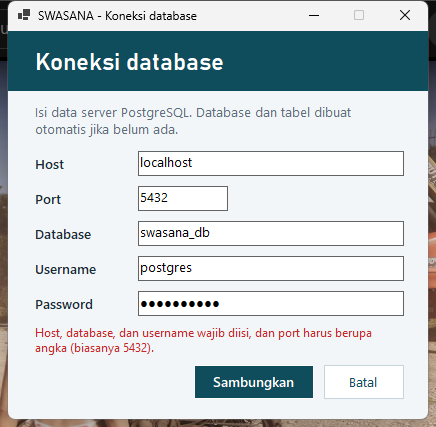 SWASANA - Koneksi database
Koneksi database
Isi data server PostgreSQL. Database dan tabel dibuat
otomatis jika belum ada.
Host localhost
Port 5432
Database swasana_db
Username postgres
Password ●●●●●●●●●●
Host, database, dan username wajib diisi, dan port harus berupa
angka (biasanya 5432).
Sambungkan Batal